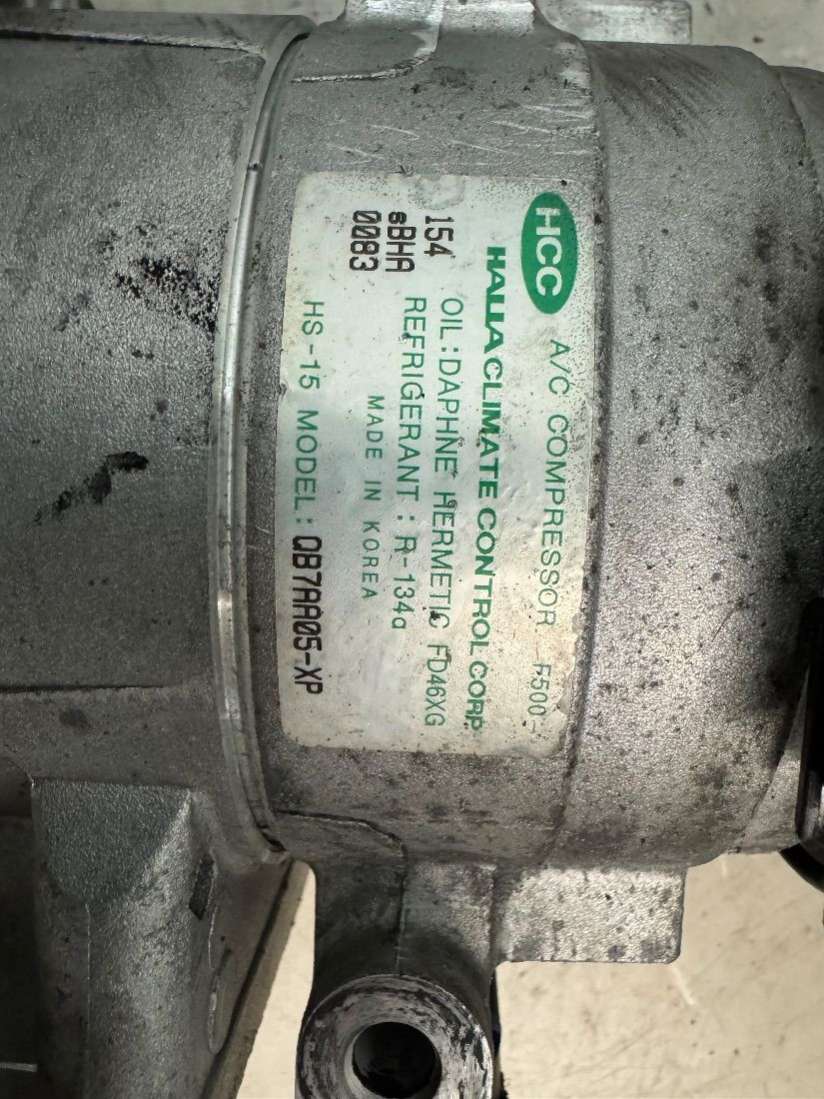 HCC
A/C COMPRESSOR F500-
HALLA CLIMATE CONTROL CORP
154
OIL:DAPHNE HERMETIC FD46XG
sBHA
REFRIGERANT : R-134a
0083
MADE IN KOREA
HS-15 MODEL: QB7AA05-XP